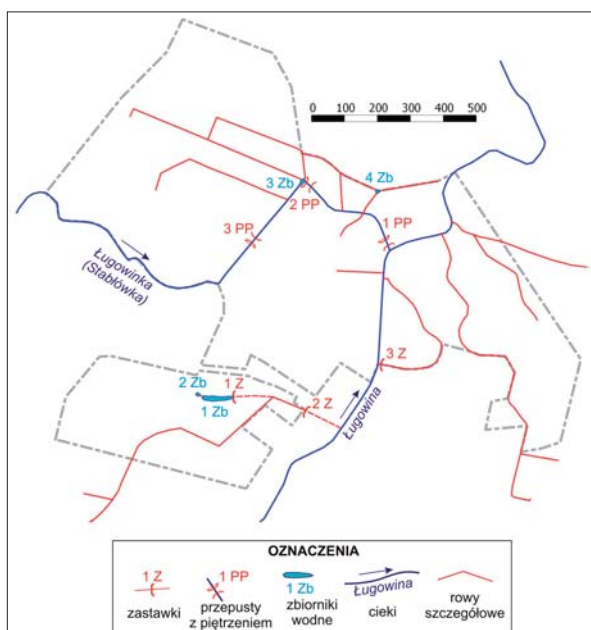 0 100 200 300 400 500
3 Zb
4 Zb
2 PP
1 PP
3 PP
Ługowinka
(Stabłówka)
3 Z
2 Zb
1 Z
1 Zb
2 Z
Ługowina
OZNACZENIA
1 Z
1 PP
1 Zb
Ługowina
zastawki
przepusty
z piętrzeniem
zbiorniki
wodne
cieki
rowy
szczegółowe